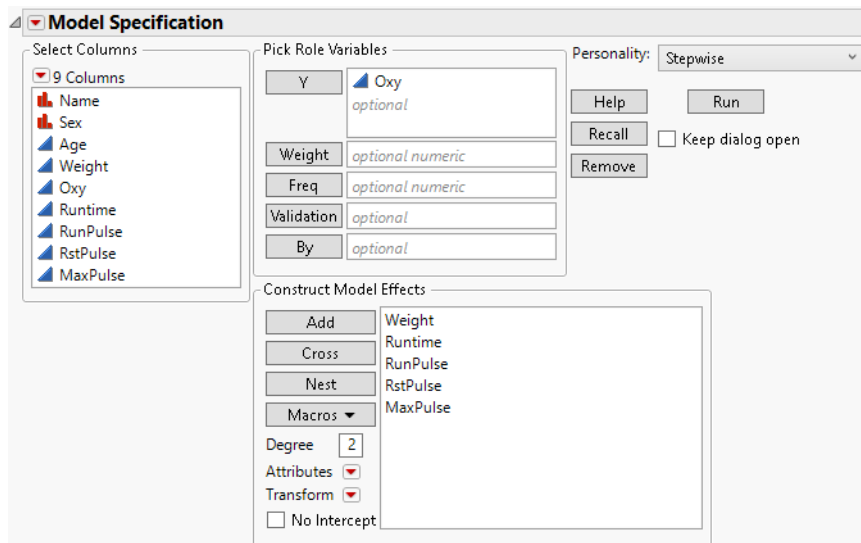 Model Specification
Select Columns
9 Columns
Name
Sex
Age
Weight
Oxy
Runtime
RunPulse
RstPulse
MaxPulse
Pick Role Variables
Y
Oxy
optional
Weight
optional numeric
Freq
optional numeric
Validation
optional
By
optional
Personality:
Stepwise
Help
Run
Recall
Keep dialog open
Remove
Construct Model Effects
Add
Cross
Nest
Macros
Weight
Runtime
RunPulse
RstPulse
MaxPulse
Degree
2
Attributes
Transform
No Intercept